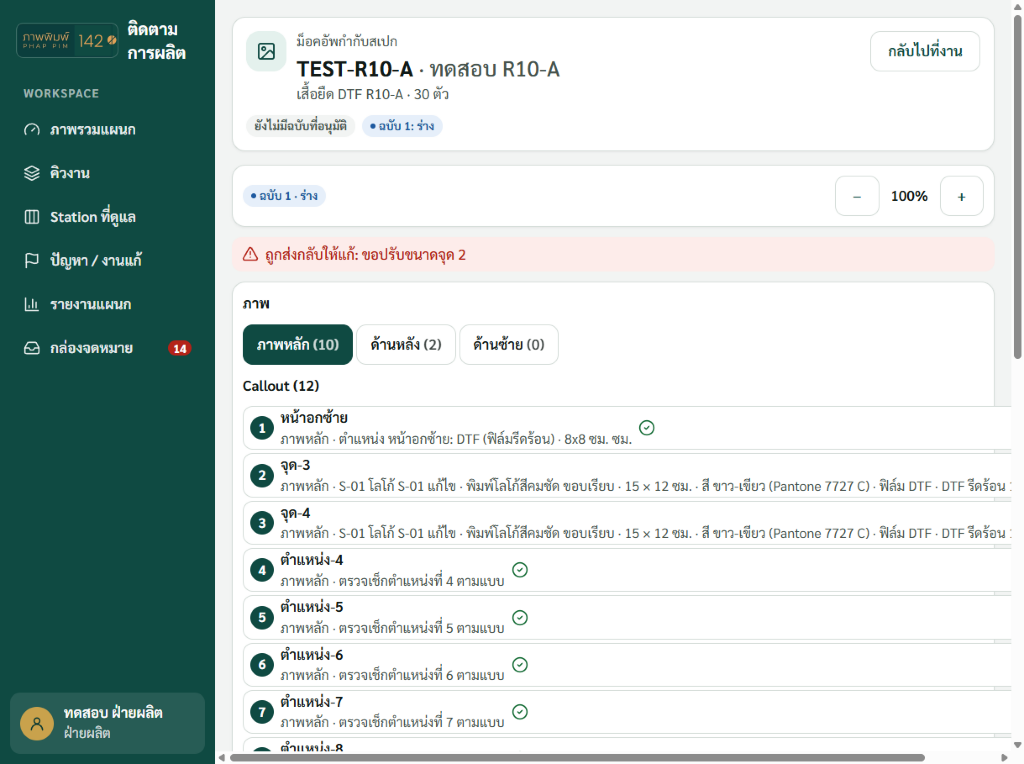 ภาพพิมพ์
PHAP PIM
142
ติดตาม
การผลิต
WORKSPACE
ภาพรวมแผนก
คิวงาน
Station ที่ดูแล
ปัญหา / งานแก้
รายงานแผนก
กล่องจดหมาย 14
ทดสอบ ฝ่ายผลิต
ฝ่ายผลิต
ม็อคอัพกำกับสเปก
TEST-R10-A · ทดสอบ R10-A
เสื้อยืด DTF R10-A · 30 ตัว
กลับไปที่งาน
ยังไม่มีฉบับที่อนุมัติ
ฉบับ 1: ร่าง
ฉบับ 1 · ร่าง
− 100% +
ถูกส่งกลับให้แก้: ขอปรับขนาดจุด 2
ภาพ
ภาพหลัก (10) ด้านหลัง (2) ด้านซ้าย (0)
Callout (12)
1 หน้าอกซ้าย
ภาพหลัก · ตำแหน่ง หน้าอกซ้าย: DTF (ฟิล์มรีดร้อน) · 8x8 ซม. ซม.
2 จุด-3
ภาพหลัก · S-01 โลโก้ S-01 แก้ไข · พิมพ์โลโก้สีคมชัด ขอบเรียบ · 15 × 12 ซม. · สี ขาว-เขียว (Pantone 7727 C) · ฟิล์ม DTF · DTF รีดร้อน
3 จุด-4
ภาพหลัก · S-01 โลโก้ S-01 แก้ไข · พิมพ์โลโก้สีคมชัด ขอบเรียบ · 15 × 12 ซม. · สี ขาว-เขียว (Pantone 7727 C) · ฟิล์ม DTF · DTF รีดร้อน
4 ตำแหน่ง-4
ภาพหลัก · ตรวจเช็กตำแหน่งที่ 4 ตามแบบ
5 ตำแหน่ง-5
ภาพหลัก · ตรวจเช็กตำแหน่งที่ 5 ตามแบบ
6 ตำแหน่ง-6
ภาพหลัก · ตรวจเช็กตำแหน่งที่ 6 ตามแบบ
7 ตำแหน่ง-7
ภาพหลัก · ตรวจเช็กตำแหน่งที่ 7 ตามแบบ
ตำแหน่ง-8